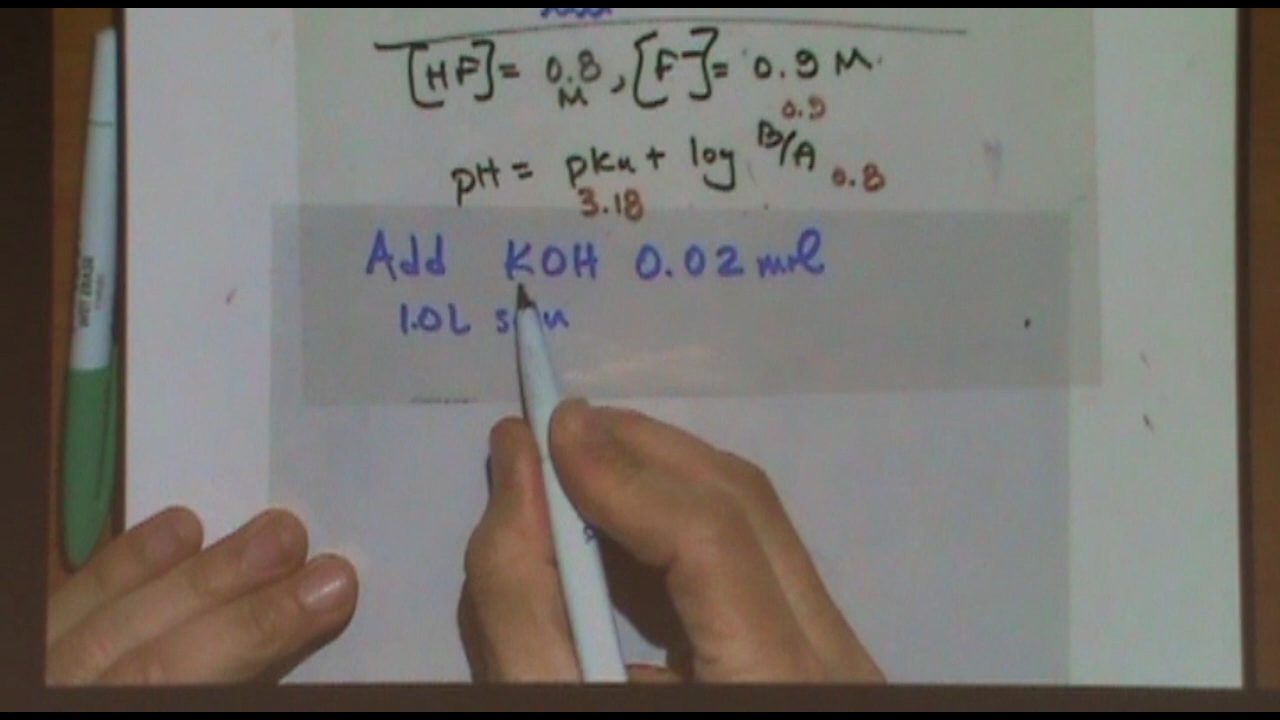 [HF] = 0.8 M, [F⁻] = 0.9 M.
0.9
pH = pKa + log B/A
3.18 0.8
Add KOH 0.02 mol
1.0L soln